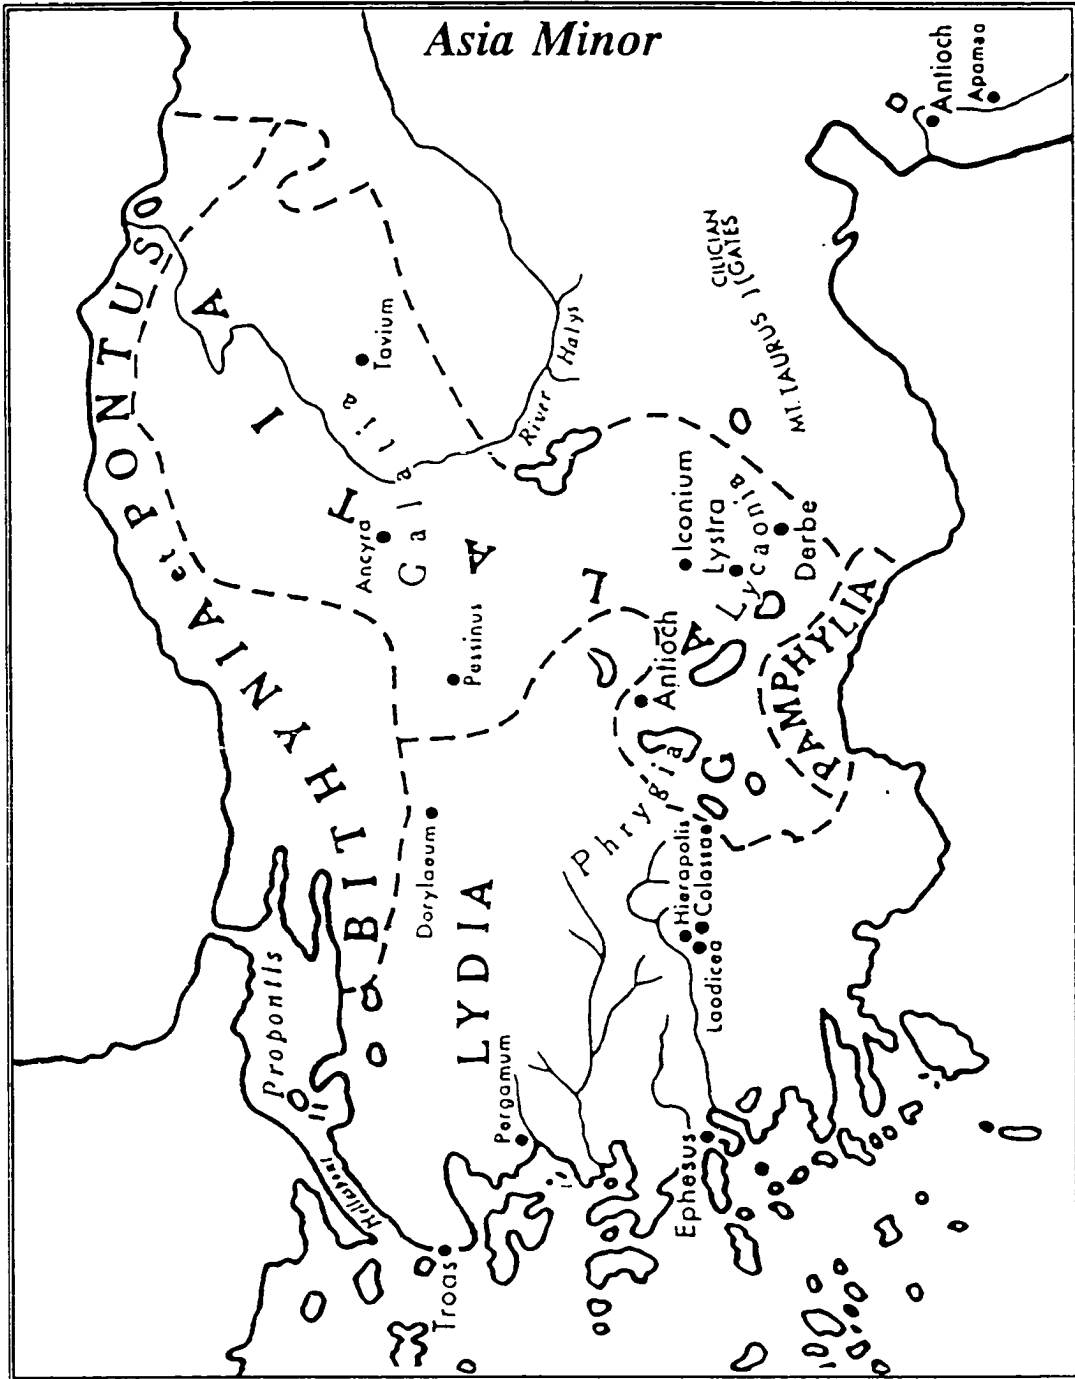 Asia Minor
BITHYNIA et PONTUS
GALATIA
Galatia
LYDIA
Phrygia
Lycaonia
PAMPHYLIA
Propontis
Hellespont
River Halys
MT. TAURUS
CILICIAN
GATES
Antioch
Apamea
Tavium
Ancyra
Pessinus
Dorylaeum
Iconium
Lystra
Derbe
Antioch
Hierapolis
Colossae
Laodicea
Pergamum
Ephesus
Troas